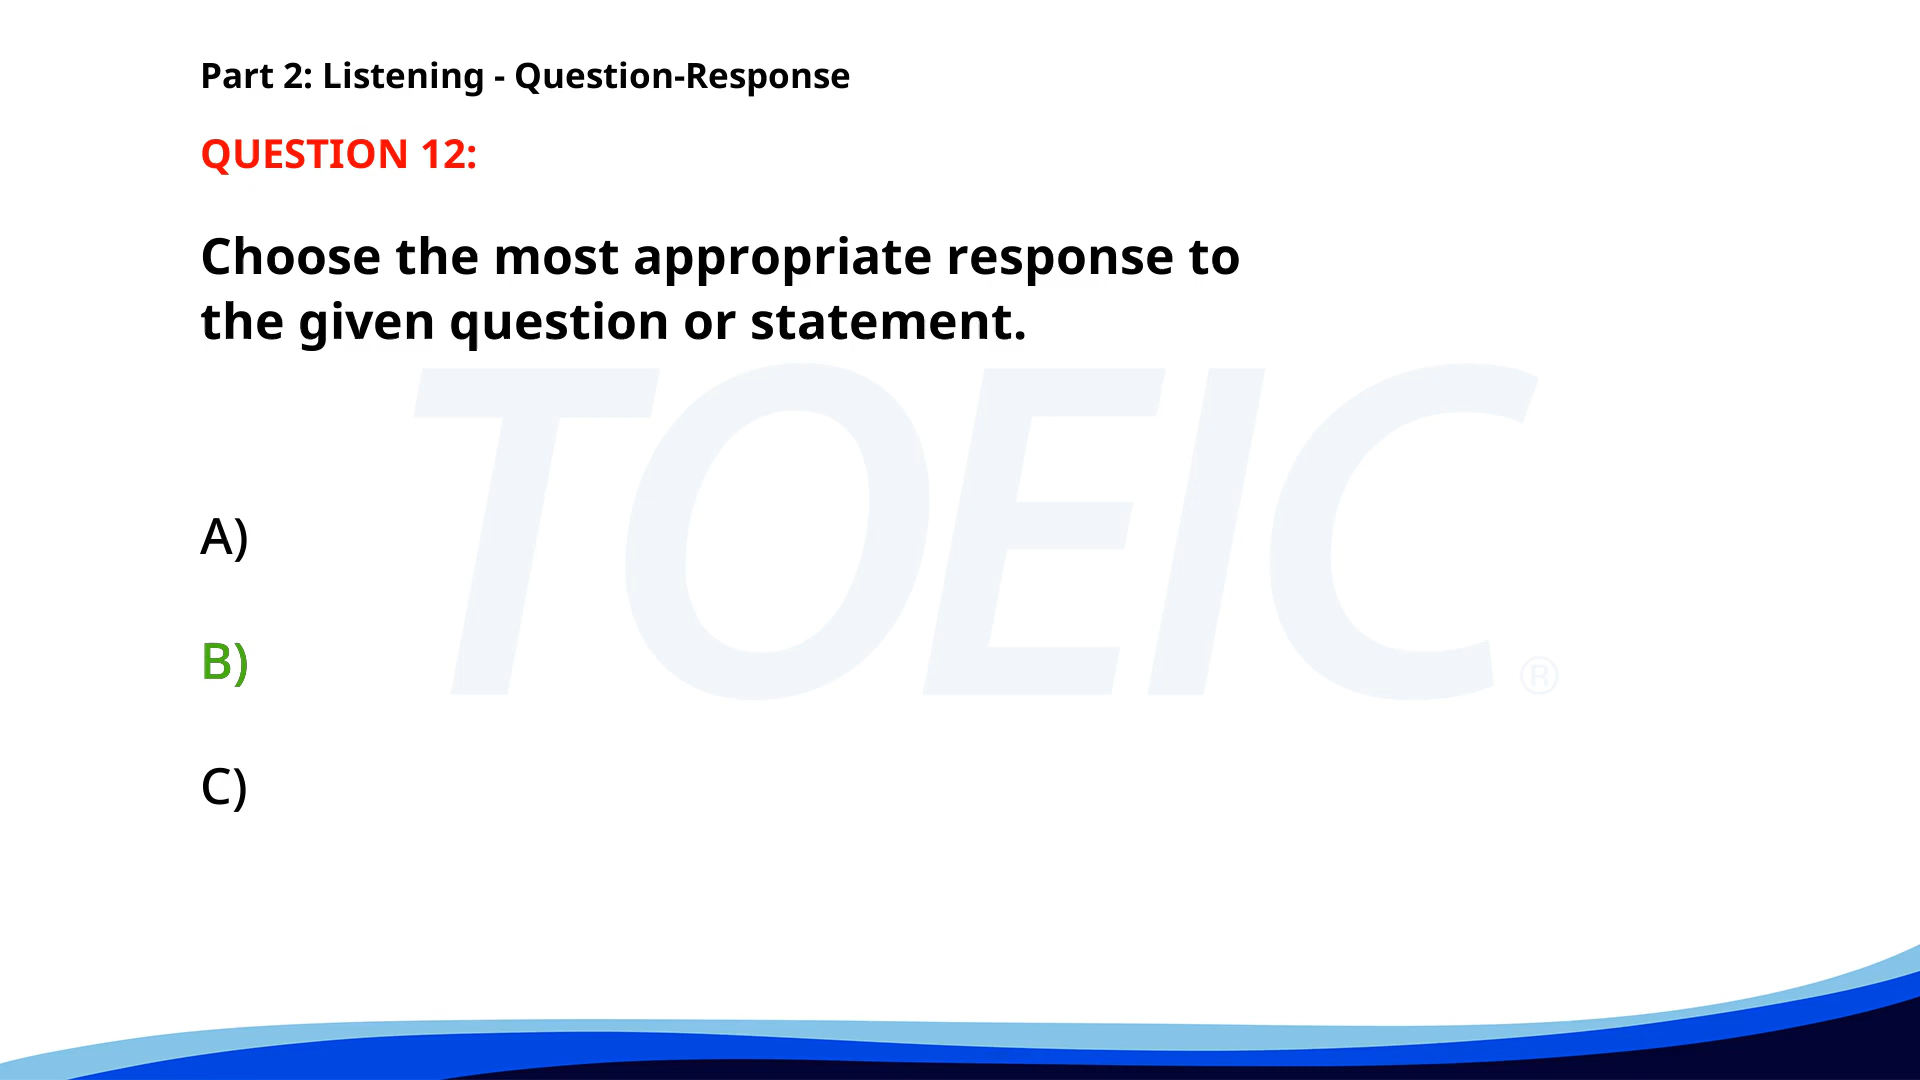 Part 2: Listening - Question-Response
QUESTION 12:
Choose the most appropriate response to
the given question or statement.
TOEIC®
A)
B)
C)